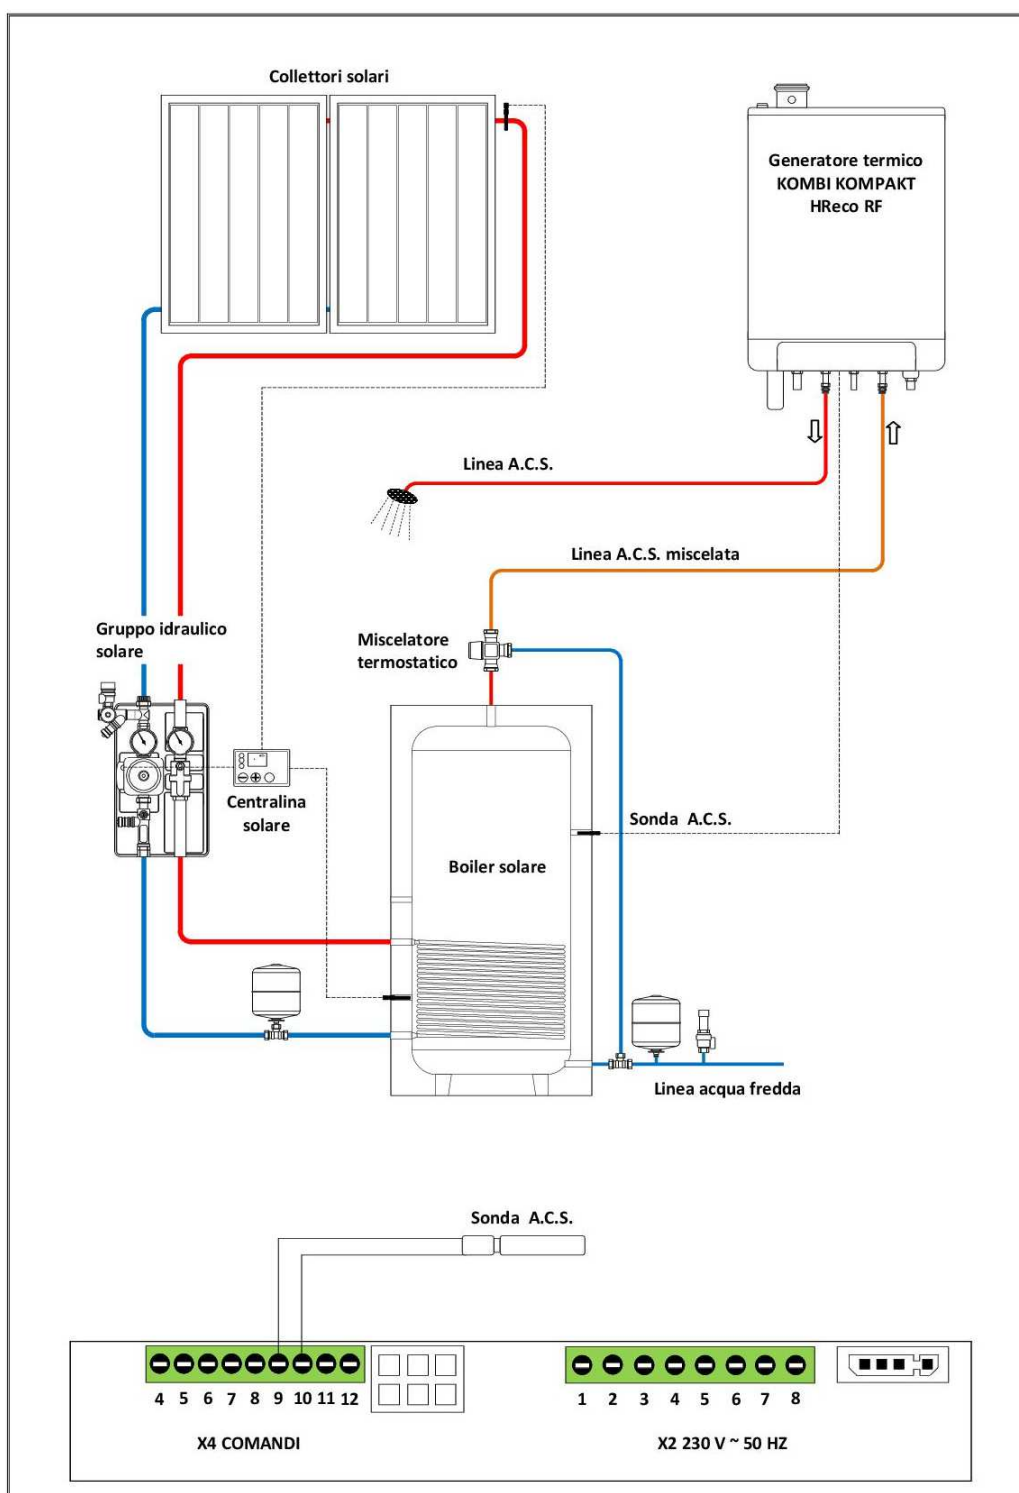 Collettori solari
Generatore termico
KOMBI KOMPAKT
HReco RF
Linea A.C.S.
Linea A.C.S. miscelata
Gruppo idraulico
solare
Miscelatore
termostatico
Centralina
solare
Sonda A.C.S.
Boiler solare
Linea acqua fredda
Sonda A.C.S.
4 5 6 7 8 9 10 11 12
1 2 3 4 5 6 7 8
X4 COMANDI
X2 230 V ~ 50 HZ